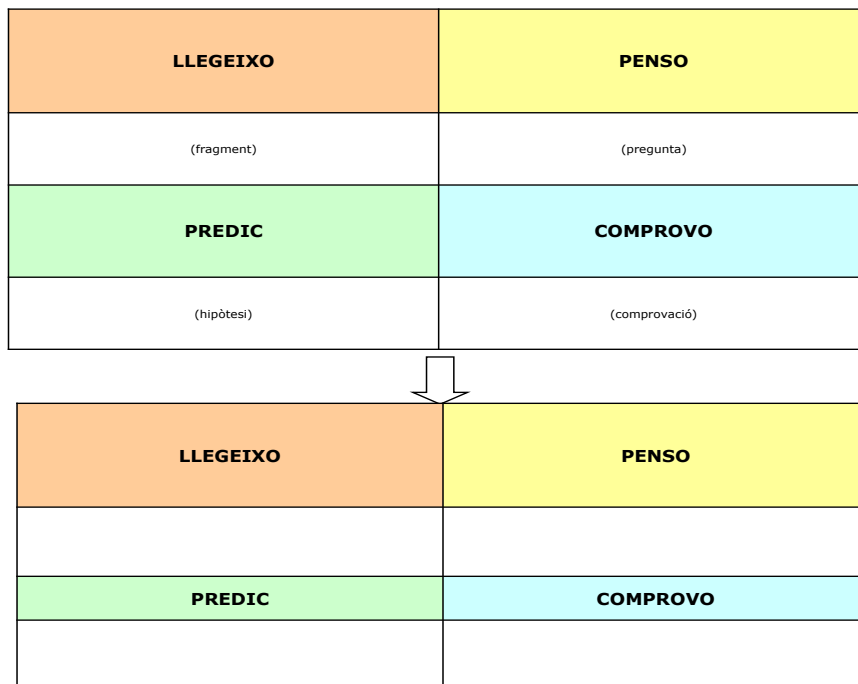 LLEGEIXO
PENSO
(fragment)
(pregunta)
PREDIC
COMPROVO
(hipòtesi)
(comprovació)
LLEGEIXO
PENSO
PREDIC
COMPROVO